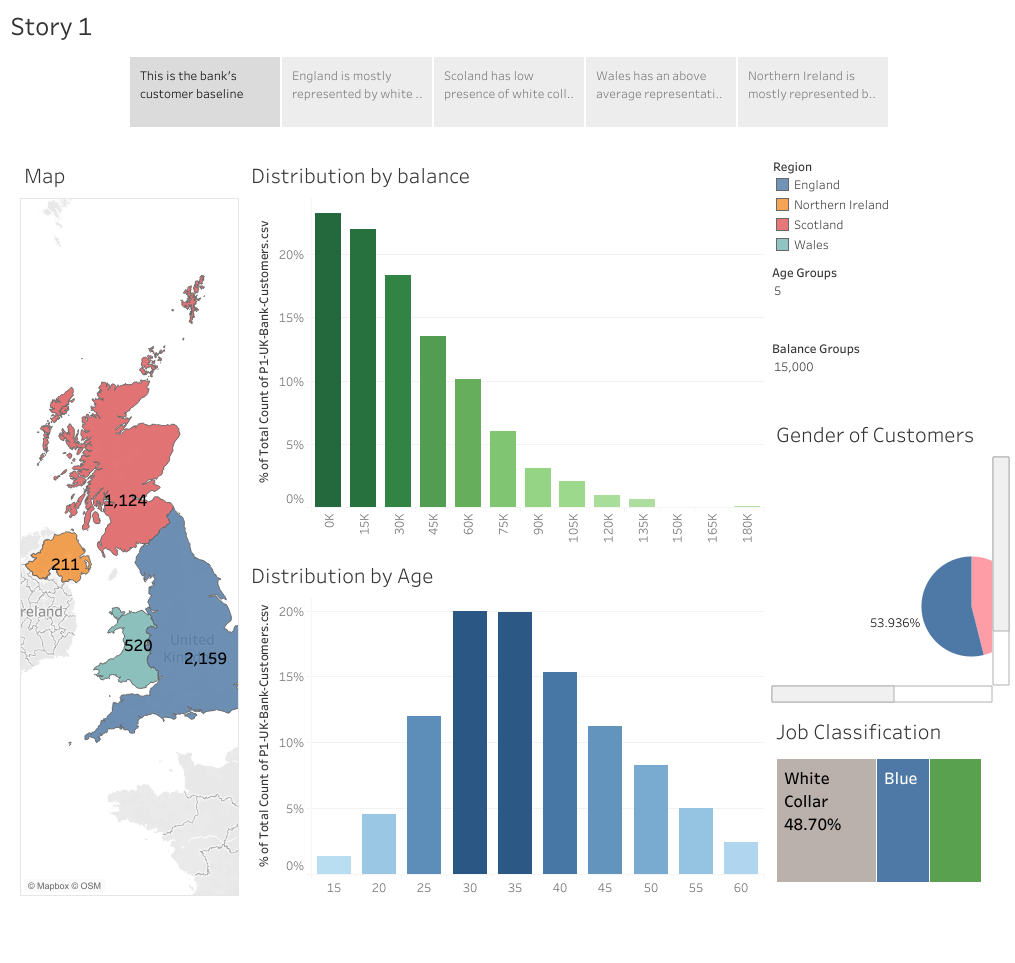 Story 1
This is the bank's
customer baseline
England is mostly
represented by white ..
Scoland has low
presence of white coll..
Wales has an above
average representati..
Northern Ireland is
mostly represented b..
Map
1,124
211
reland
520
United
2,159
© Mapbox © OSM
Distribution by balance
% of Total Count of P1-UK-Bank-Customers.csv
20%
15%
10%
5%
0%
0K
15K
30K
45K
60K
75K
90K
105K
120K
135K
150K
165K
180K
Distribution by Age
% of Total Count of P1-UK-Bank-Customers.csv
20%
15%
10%
5%
0%
15 20 25 30 35 40 45 50 55 60
Region
England
Northern Ireland
Scotland
Wales
Age Groups
5
Balance Groups
15,000
Gender of Customers
53.936%
Job Classification
White
Collar
48.70%
Blue